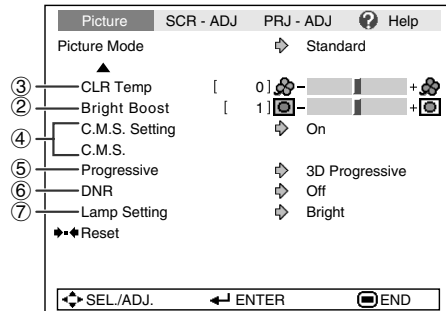 Picture SCR - ADJ PRJ - ADJ ? Help
Picture Mode Standard
③ CLR Temp [ 0] - +
② Bright Boost [ 1] - +
④ C.M.S. Setting On
C.M.S.
⑤ Progressive 3D Progressive
⑥ DNR Off
⑦ Lamp Setting Bright
Reset
SEL./ADJ. ENTER END